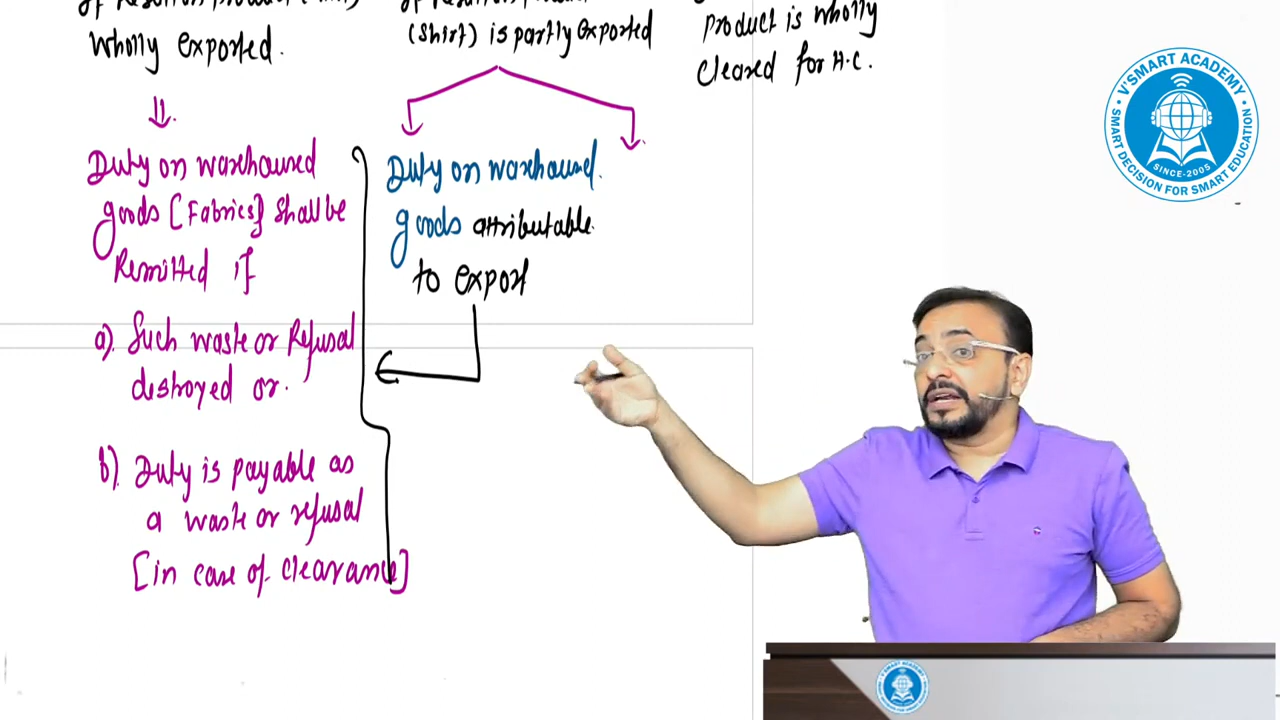 wholly exported.
(Shirt) is partly exported
product is wholly
cleared for H.C.
Duty on warehoused
goods [Fabrics] shall be
Remitted if
a). Such waste or Refusal
destroyed or.
b). Duty is payable as
a waste or refusal
[in case of clearance]
Duty on warehoused.
goods attributable
to export
V'SMART ACADEMY
SINCE-2005
SMART DECISION FOR SMART EDUCATION